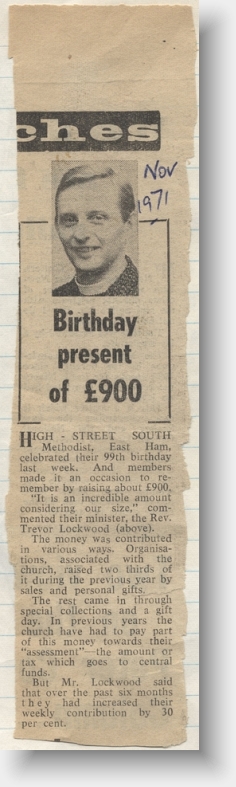 ches
Nov
1971
Birthday
present
of £900
HIGH - STREET SOUTH
Methodist, East Ham,
celebrated their 99th birthday
last week. And members
made it an occasion to re-
member by raising about £900.
"It is an incredible amount
considering our size," com-
mented their minister, the Rev.
Trevor Lockwood (above).
The money was contributed
in various ways. Organisa-
tions, associated with the
church, raised two thirds of
it during the previous year by
sales and personal gifts.
The rest came in through
special collections and a gift
day. In previous years the
church have had to pay part
of this money towards their
"assessment"—the amount or
tax which goes to central
funds.
But Mr. Lockwood said
that over the past six months
they had increased their
weekly contribution by 30
per cent.